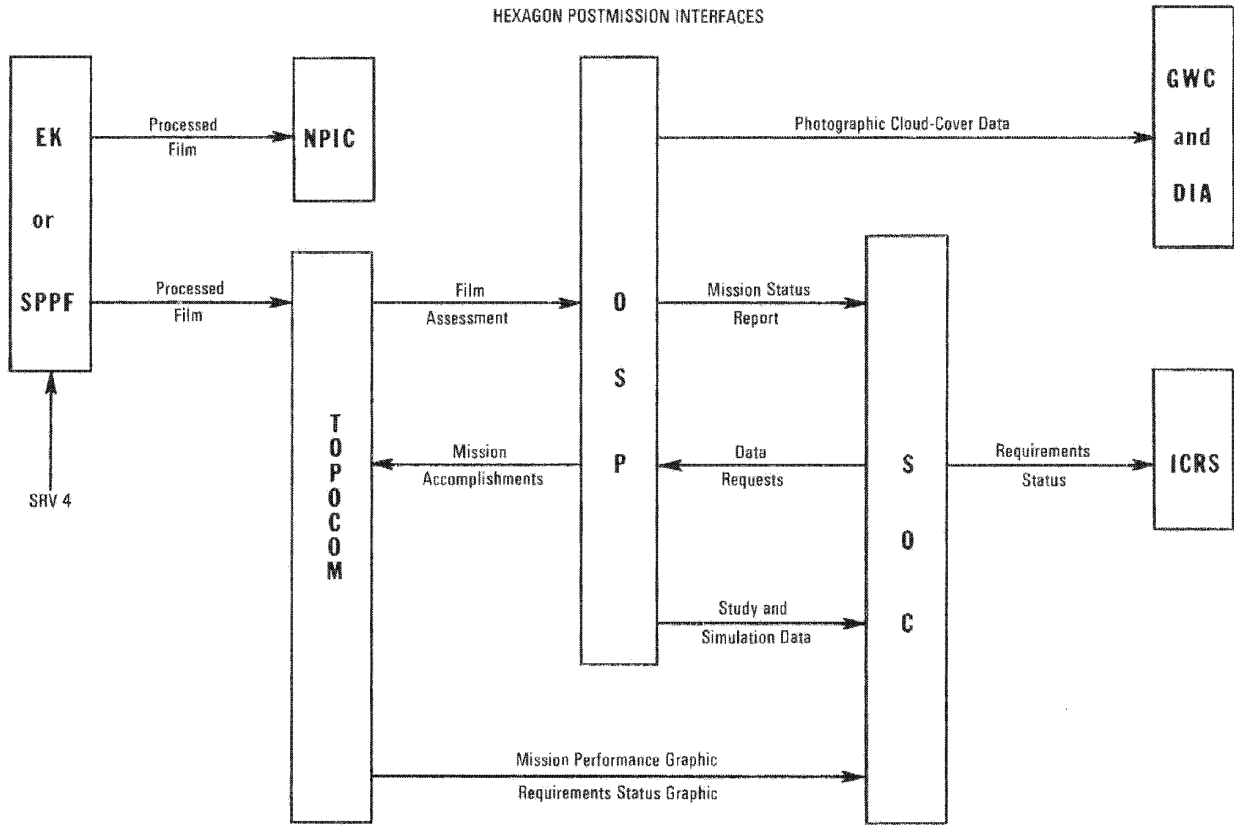 HEXAGON POSTMISSION INTERFACES
EK
or
SPPF
SRV 4
Processed
Film
NPIC
Processed
Film
TOPOCOM
Film
Assessment
Mission
Accomplishments
OSP
Photographic Cloud-Cover Data
GWC
and
DIA
Mission Status
Report
Data
Requests
Study and
Simulation Data
SOC
Requirements
Status
ICRS
Mission Performance Graphic
Requirements Status Graphic